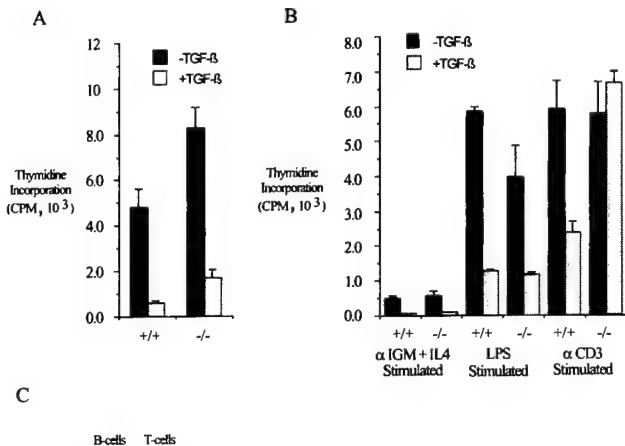 A
12
10
8.0
6.0
4.0
2.0
0.0
-TGF-ß
+TGF-ß
Thymidine
Incorporation
(CPM, 10 3)
+/+ -/-
B
8.0
7.0
6.0
5.0
4.0
3.0
2.0
1.0
0.0
-TGF-ß
+TGF-ß
Thymidine
Incorporation
(CPM, 10 3)
+/+ -/- +/+ -/- +/+ -/-
α IGM + IL4
Stimulated
LPS
Stimulated
α CD3
Stimulated
C
B-cells T-cells